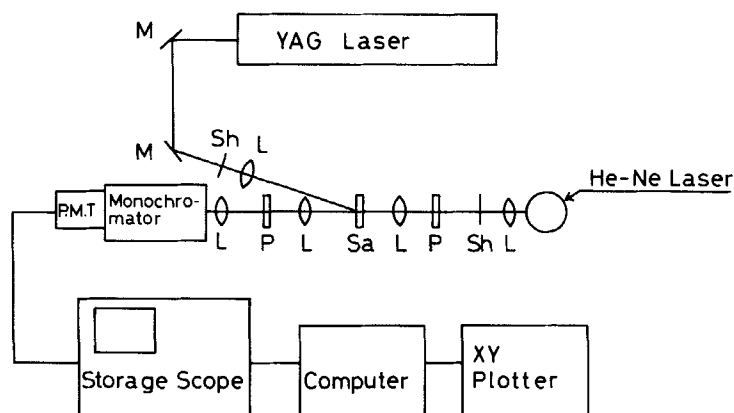 M
YAG Laser
M
Sh
L
He-Ne Laser
P.M.T
Monochro-
mator
L
P
L
Sa
L
P
Sh
L
Storage Scope
Computer
XY
Plotter